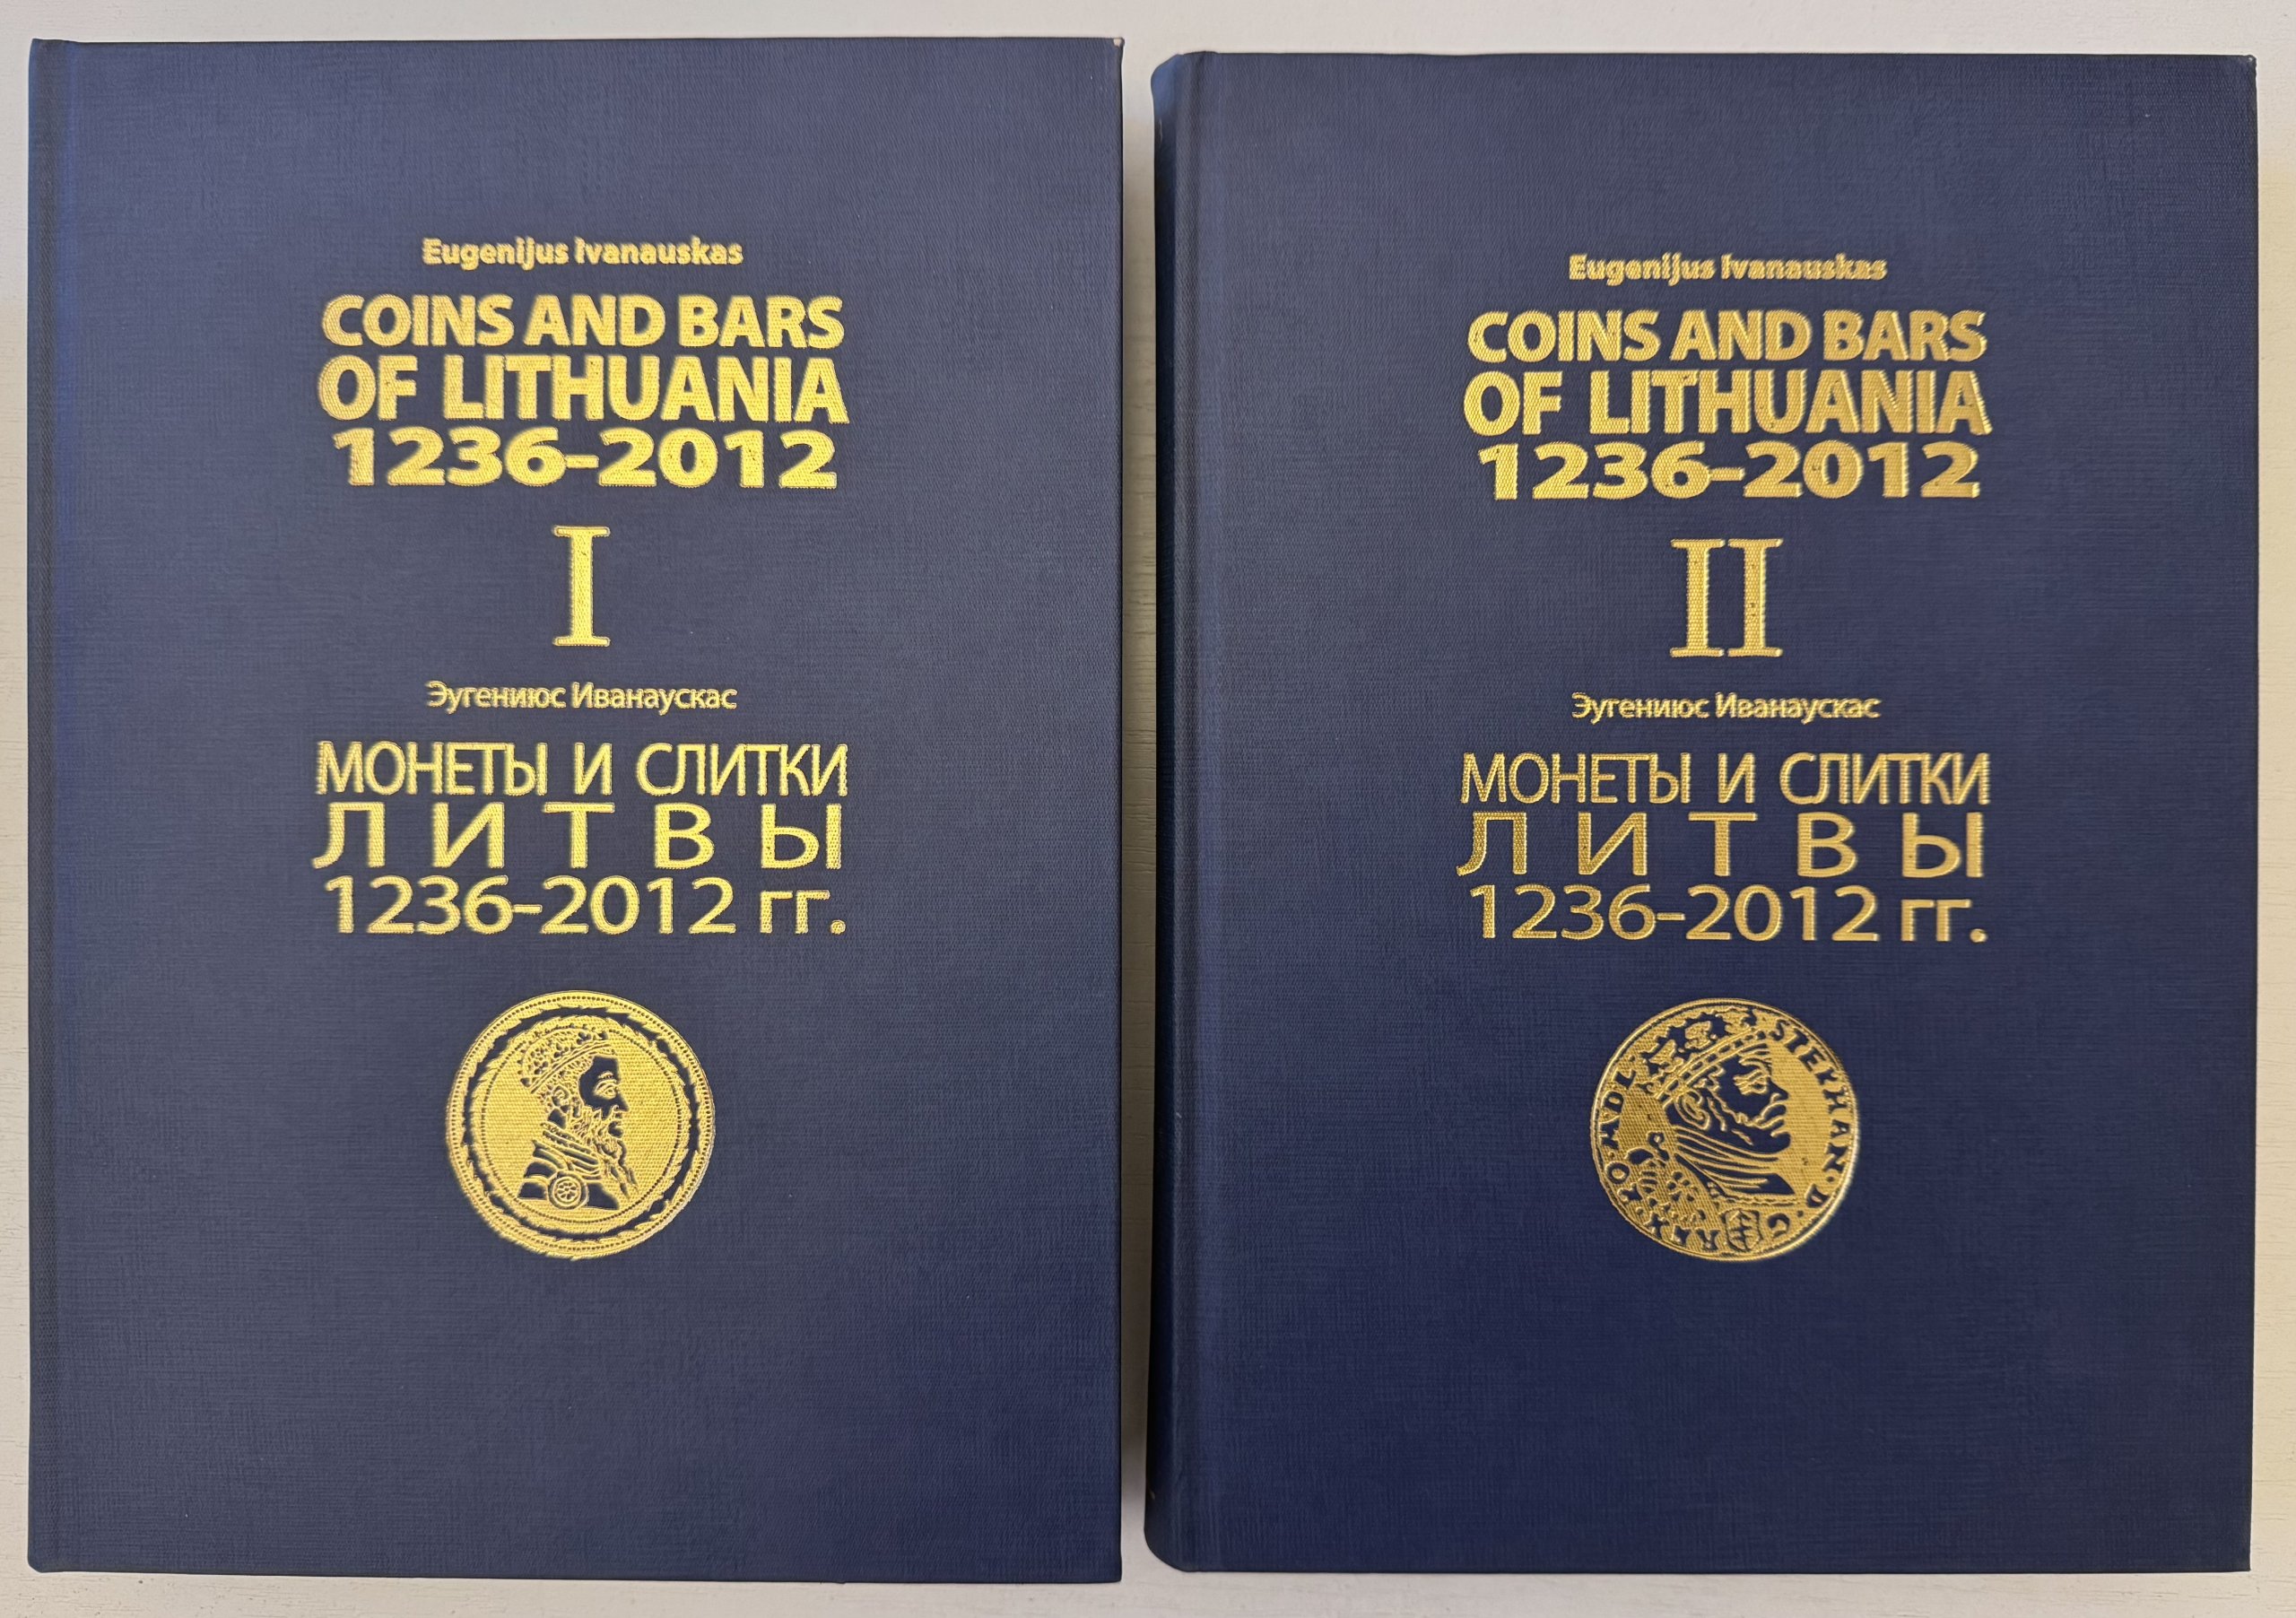 Eugenijus Ivanauskas
COINS AND BARS
OF LITHUANIA
1236-2012
I
Эугениюс Иванаускас
МОНЕТЫ И СЛИТКИ
ЛИТВЫ
1236-2012 гг.
Eugenijus Ivanauskas
COINS AND BARS
OF LITHUANIA
1236-2012
II
Эугениюс Иванаускас
МОНЕТЫ И СЛИТКИ
ЛИТВЫ
1236-2012 гг.
STEPHAN·D·G